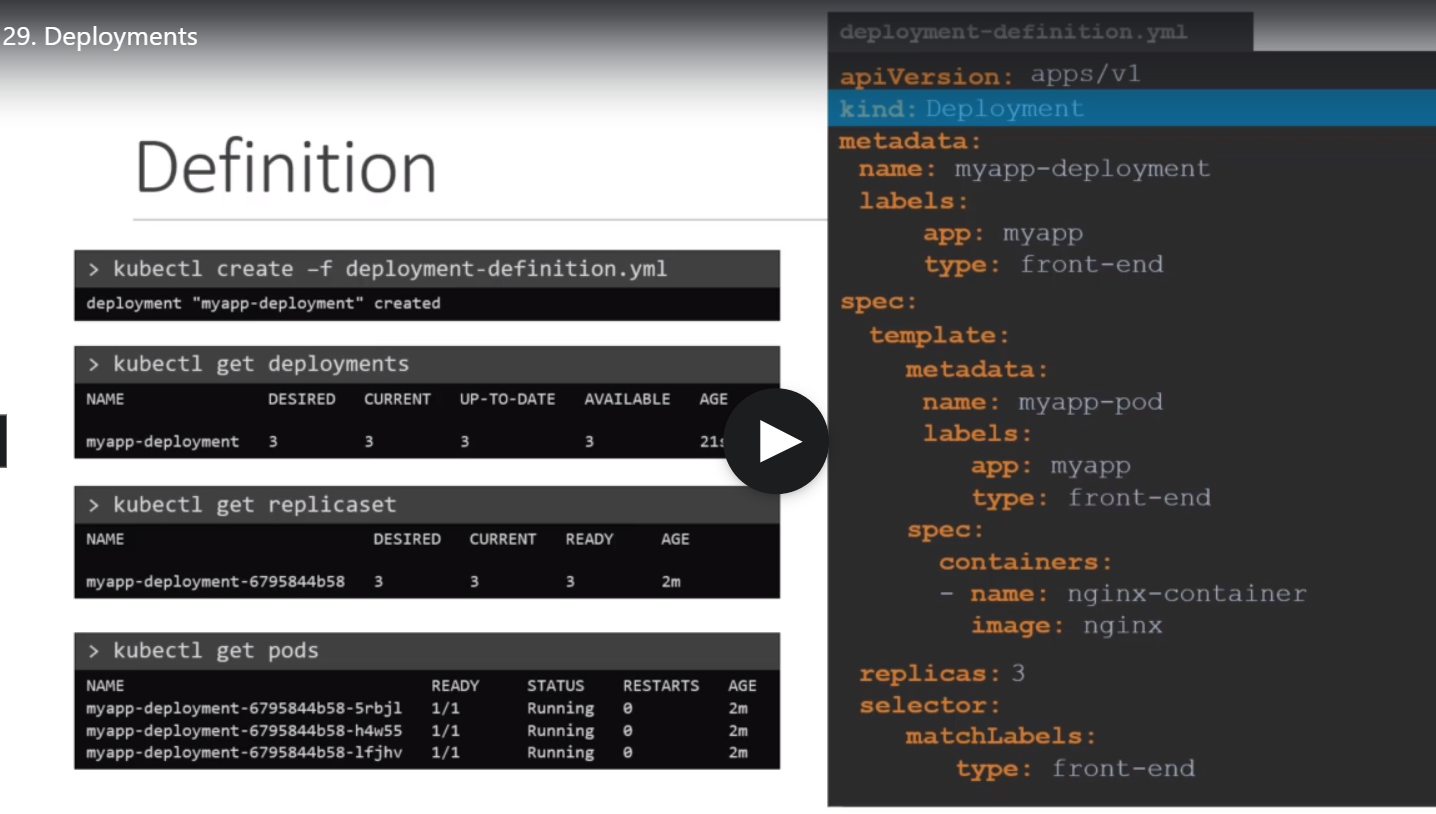 29. Deployments
Definition
> kubectl create –f deployment-definition.yml
deployment "myapp-deployment" created
> kubectl get deployments
NAME DESIRED CURRENT UP-TO-DATE AVAILABLE AGE
myapp-deployment 3 3 3 3 21s
> kubectl get replicaset
NAME DESIRED CURRENT READY AGE
myapp-deployment-6795844b58 3 3 3 2m
> kubectl get pods
NAME READY STATUS RESTARTS AGE
myapp-deployment-6795844b58-5rbjl 1/1 Running 0 2m
myapp-deployment-6795844b58-h4w55 1/1 Running 0 2m
myapp-deployment-6795844b58-lfjhv 1/1 Running 0 2m
deployment-definition.yml
apiVersion: apps/v1
kind: Deployment
metadata:
name: myapp-deployment
labels:
app: myapp
type: front-end
spec:
template:
metadata:
name: myapp-pod
labels:
app: myapp
type: front-end
spec:
containers:
- name: nginx-container
image: nginx
replicas: 3
selector:
matchLabels:
type: front-end